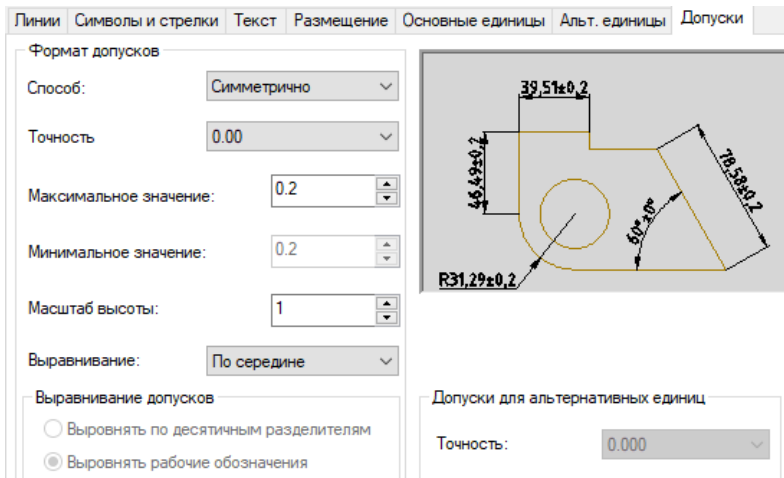 Линии Символы и стрелки Текст Размещение Основные единицы Альт. единицы Допуски
Формат допусков
Способ: Симметрично
Точность 0.00
Максимальное значение: 0.2
Минимальное значение: 0.2
Масштаб высоты: 1
Выравнивание: По середине
Выравнивание допусков
Выровнять по десятичным разделителям
Выровнять рабочие обозначения
39,51±0,2
46,49±0,2
78,58±0,2
60°±0°
R31,29±0,2
Допуски для альтернативных единиц
Точность: 0.000